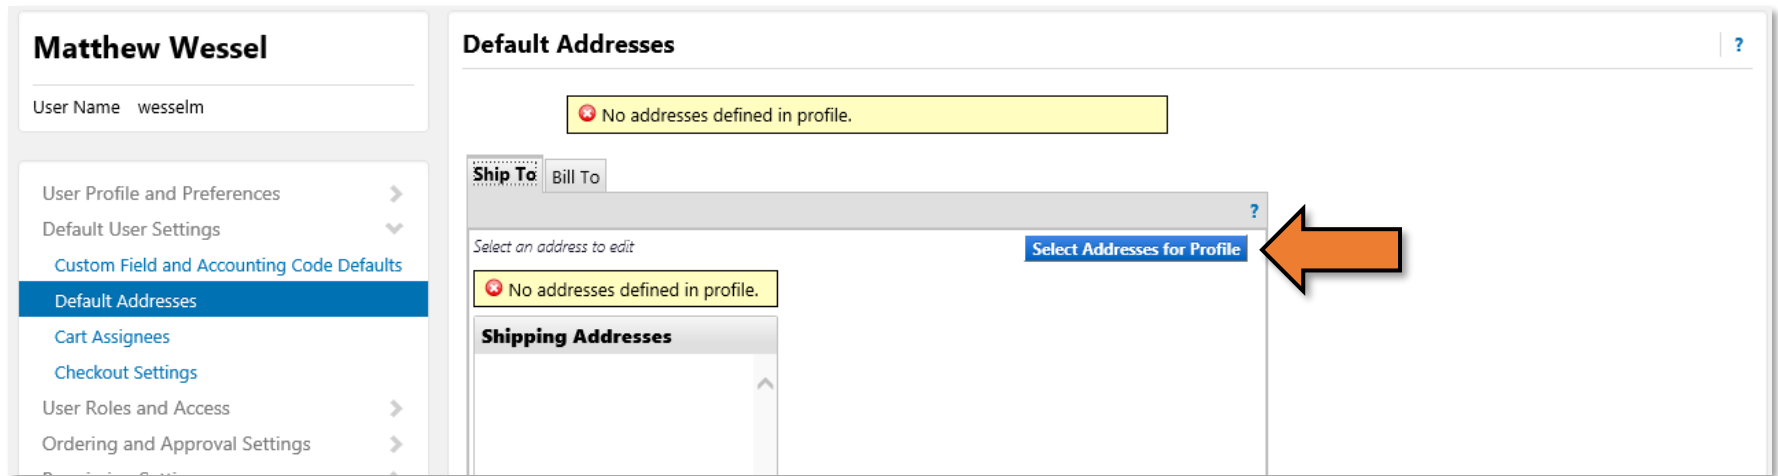 Matthew Wessel
User Name wesselm
User Profile and Preferences
Default User Settings
Custom Field and Accounting Code Defaults
Default Addresses
Cart Assignees
Checkout Settings
User Roles and Access
Ordering and Approval Settings
Default Addresses
?
No addresses defined in profile.
Ship To
Bill To
?
Select an address to edit
Select Addresses for Profile
No addresses defined in profile.
Shipping Addresses